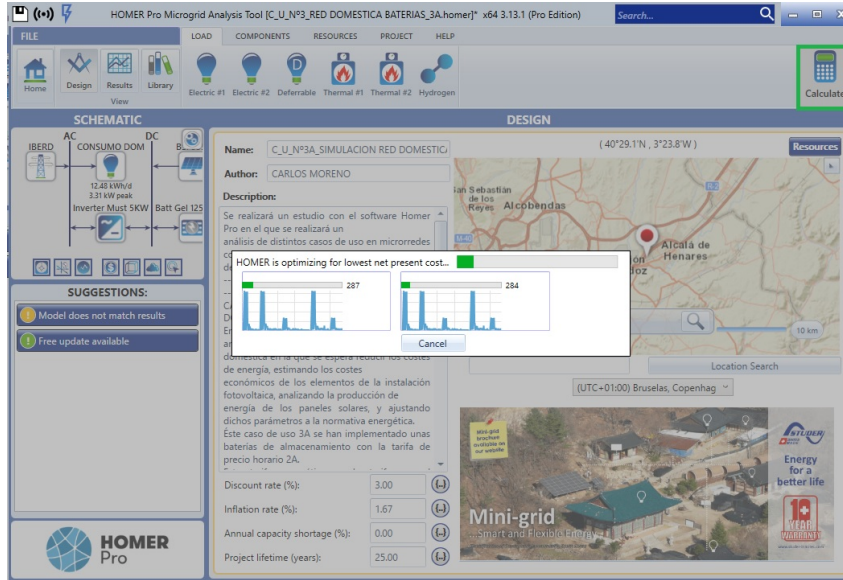 HOMER Pro Microgrid Analysis Tool [C_U_Nº3_RED DOMESTICA BATERIAS_3A.homer]* x64 3.13.1 (Pro Edition)
Search...
FILE
LOAD COMPONENTS RESOURCES PROJECT HELP
Home
Design
Results
Library
View
Electric #1
Electric #2
Deferrable
Thermal #1
Thermal #2
Hydrogen
Calculate
SCHEMATIC
AC DC
IBERD
CONSUMO DOM
12.48 kWh/d
3.31 kW peak
Inverter Must 5KW
Batt Gel 125
SUGGESTIONS:
Model does not match results
Free update available
HOMER
Pro
DESIGN
Name: C_U_Nº3A_SIMULACION RED DOMESTIC
Author: CARLOS MORENO
Description:
Se realizará un estudio con el software Homer
Pro en el que se realizará un
análisis de distintos casos de uso en microrredes
HOMER is optimizing for lowest net present cost...
287
284
Cancel
doméstica en la que se espera reducir los costes
de energía, estimando los costes
económicos de los elementos de la instalación
fotovoltaica, analizando la producción de
energía de los paneles solares, y ajustando
dichos parámetros a la normativa energética.
Éste caso de uso 3A se han implementado unas
baterias de almacenamiento con la tarifa de
precio horario 2A.
Discount rate (%): 3.00
Inflation rate (%): 1.67
Annual capacity shortage (%): 0.00
Project lifetime (years): 25.00
(40°29.1'N , 3°23.8'W )
Resources
an Sebastián
de los
Reyes
Alcobendas
Alcalá de
Henares
10 km
Location Search
(UTC+01:00) Bruselas, Copenhag
Mini-grid
brochure
available on
our website
STUDER
Energy
for a
better life
10
YEAR
WARRANTY
Mini-grid
...Smart and Flexible Energy